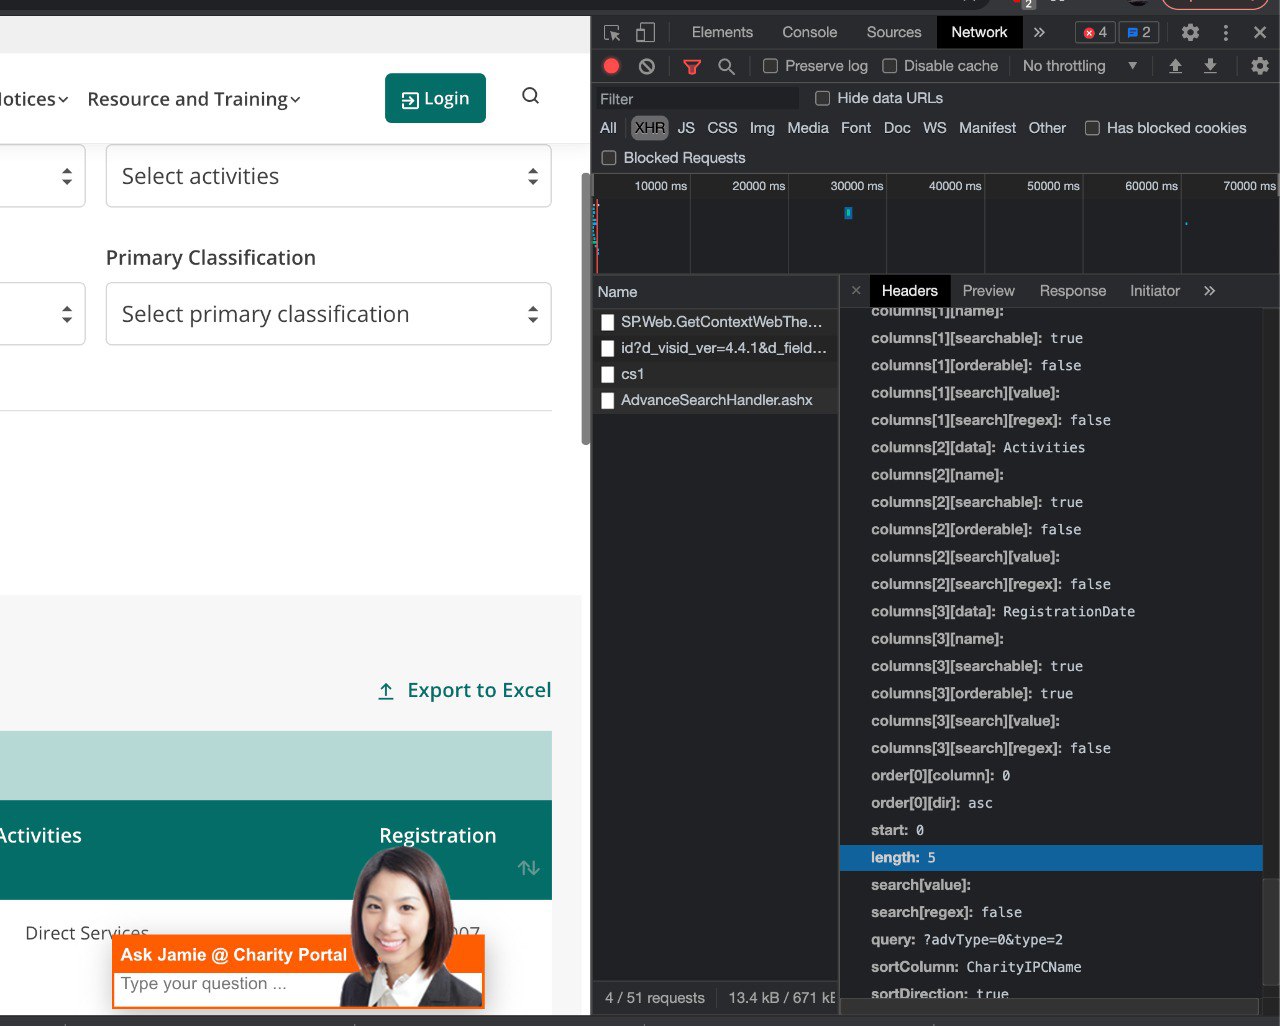 2
Elements Console Sources Network » 4 2
Preserve log Disable cache No throttling
Filter Hide data URLs
All XHR JS CSS Img Media Font Doc WS Manifest Other Has blocked cookies
Blocked Requests
10000 ms 20000 ms 30000 ms 40000 ms 50000 ms 60000 ms 70000 ms
Name
SP.Web.GetContextWebThe...
id?d_visid_ver=4.4.1&d_field...
cs1
AdvanceSearchHandler.ashx
4 / 51 requests 13.4 kB / 671 kE
× Headers Preview Response Initiator »
columns[1][name]:
columns[1][searchable]: true
columns[1][orderable]: false
columns[1][search][value]:
columns[1][search][regex]: false
columns[2][data]: Activities
columns[2][name]:
columns[2][searchable]: true
columns[2][orderable]: false
columns[2][search][value]:
columns[2][search][regex]: false
columns[3][data]: RegistrationDate
columns[3][name]:
columns[3][searchable]: true
columns[3][orderable]: true
columns[3][search][value]:
columns[3][search][regex]: false
order[0][column]: 0
order[0][dir]: asc
start: 0
length: 5
search[value]:
search[regex]: false
query: ?advType=0&type=2
sortColumn: CharityIPCName
sortDirection: true
lotices Resource and Training Login
Select activities
Primary Classification
Select primary classification
Export to Excel
Activities Registration
Direct Services 007
Ask Jamie @ Charity Portal
Type your question ...